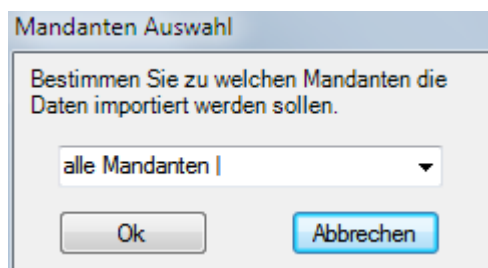 Mandanten Auswahl
Bestimmen Sie zu welchen Mandanten die
Daten importiert werden sollen.
alle Mandanten |
Ok
Abbrechen